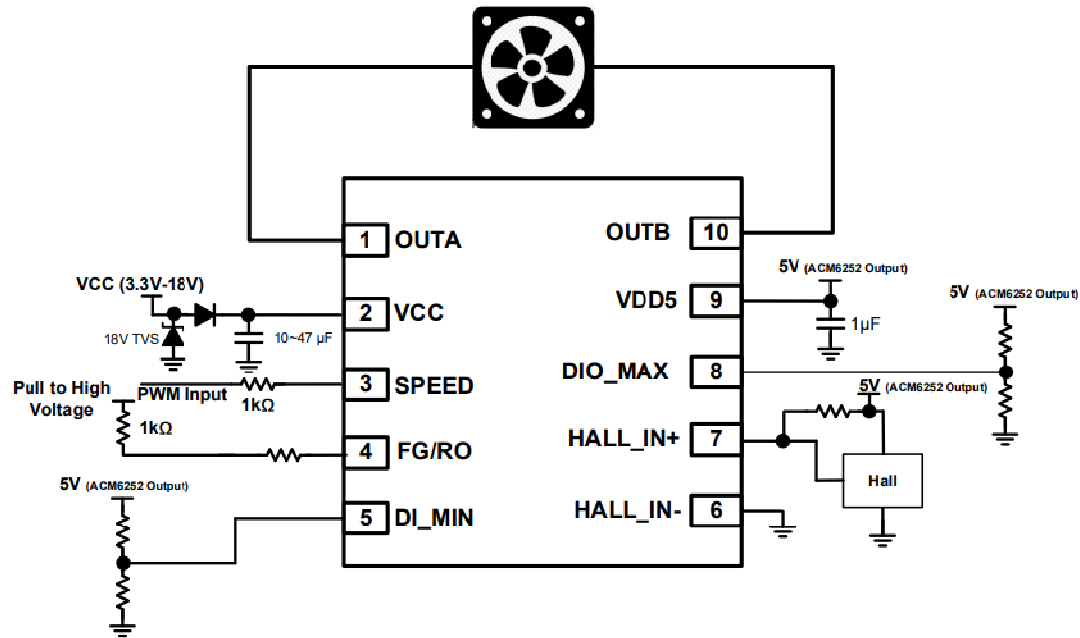 1 OUTA
OUTB 10
VCC (3.3V-18V)
18V TVS
10~47 µF
2 VCC
5V (ACM6252 Output)
VDD5 9
1µF
5V (ACM6252 Output)
Pull to High
Voltage
PWM Input
1kΩ
1kΩ
3 SPEED
DIO_MAX 8
5V (ACM6252 Output)
4 FG/RO
HALL_IN+ 7
Hall
5V (ACM6252 Output)
5 DI_MIN
HALL_IN- 6